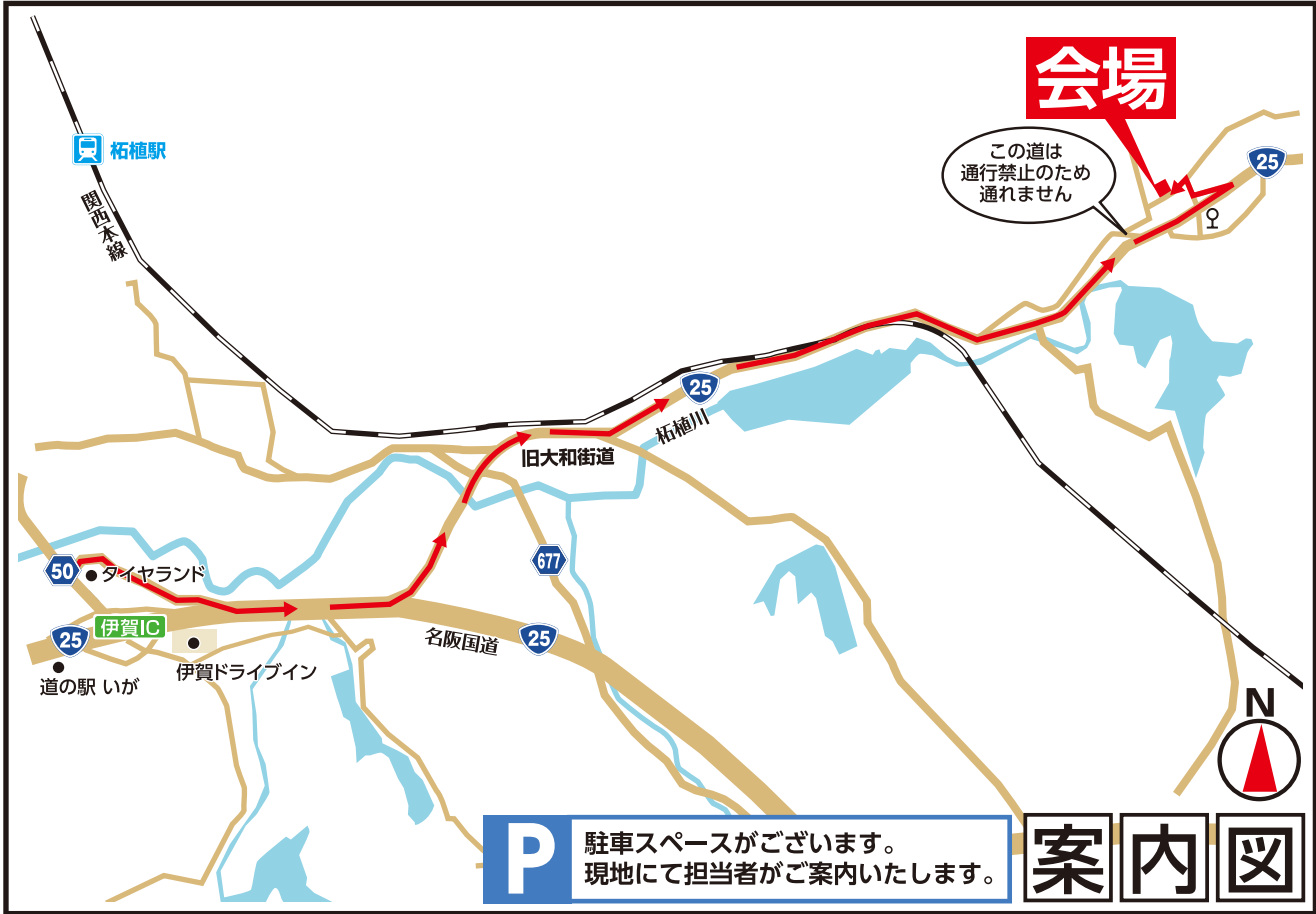 会場
この道は
通行禁止のため
通れません
25
柘植駅
関西本線
25
柘植川
旧大和街道
677
50
タイヤランド
伊賀IC
25
名阪国道
25
伊賀ドライブイン
道の駅 いが
N
P
駐車スペースがございます。
現地にて担当者がご案内いたします。
案内図